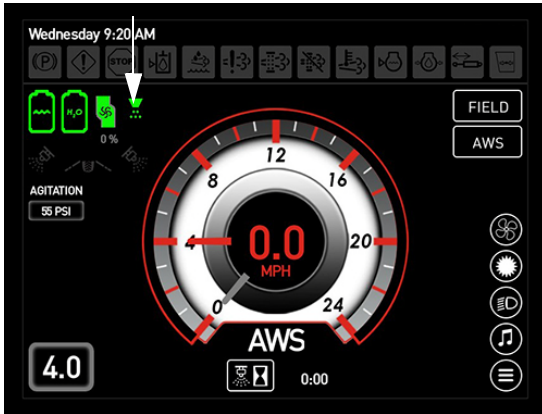 Wednesday 9:20 AM
(P)
STOP
H₂O
0 %
FIELD
AWS
AGITATION
55 PSI
0
4
8
12
16
20
24
0.0
MPH
AWS
4.0
0:00